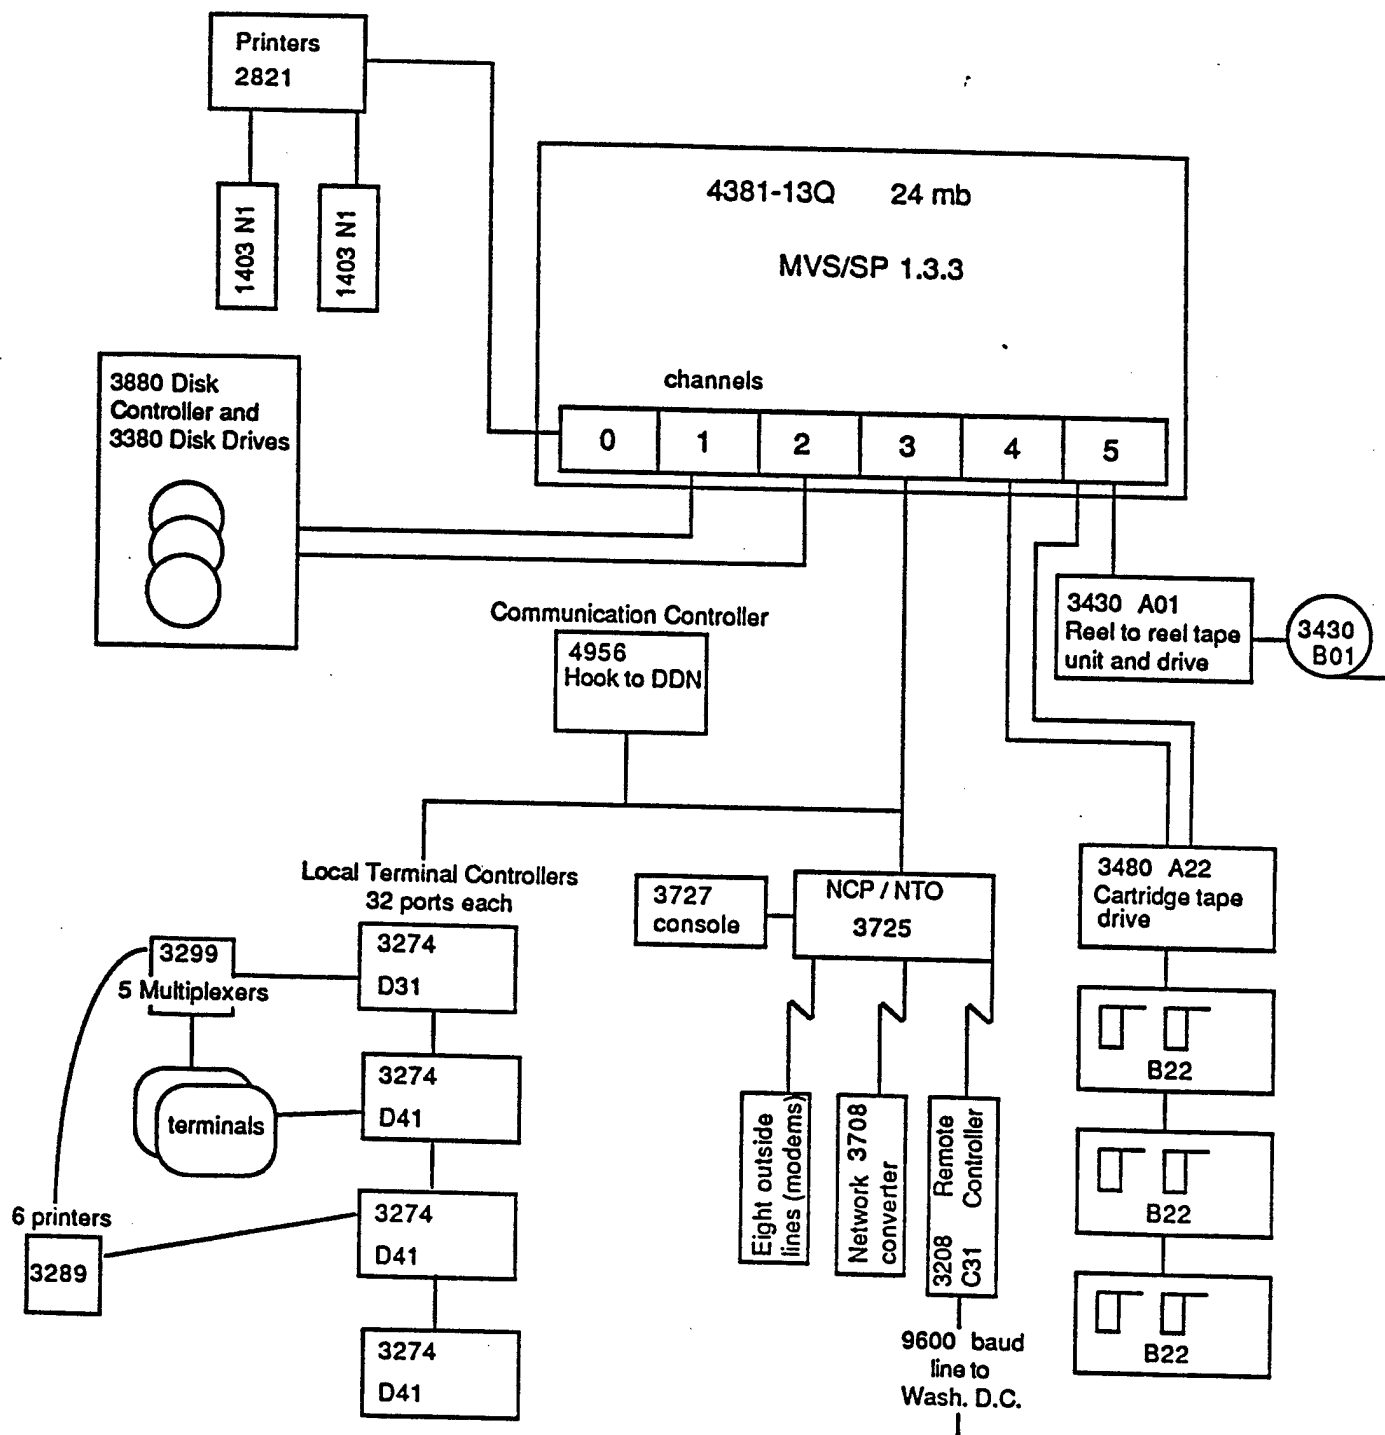 Printers
2821
1403 N1
1403 N1
4381-13Q 24 mb
MVS/SP 1.3.3
channels
0 1 2 3 4 5
3880 Disk
Controller and
3380 Disk Drives
3430 A01
Reel to reel tape
unit and drive
3430
B01
Communication Controller
4956
Hook to DDN
Local Terminal Controllers
32 ports each
3727
console
NCP / NTO
3725
3480 A22
Cartridge tape
drive
3299
5 Multiplexers
3274
D31
3274
D41
terminals
3274
D41
3274
D41
6 printers
3289
Eight outside
lines (modems)
Network 3708
converter
3208 Remote
C31 Controller
9600 baud
line to
Wash. D.C.
B22
B22
B22